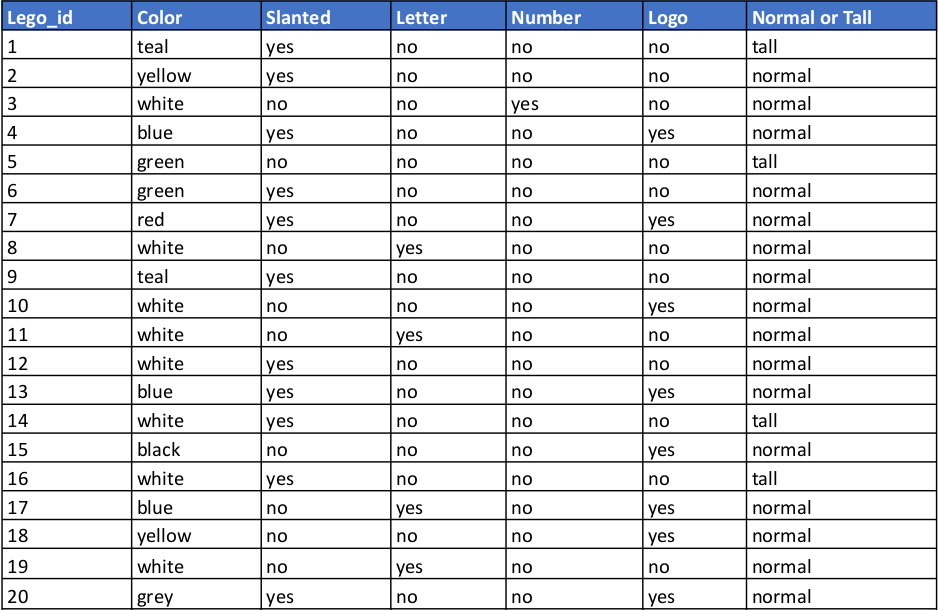 Lego_id Color Slanted Letter Number Logo Normal or Tall
1 teal yes no no no tall
2 yellow yes no no no normal
3 white no no yes no normal
4 blue yes no no yes normal
5 green no no no no tall
6 green yes no no no normal
7 red yes no no yes normal
8 white no yes no no normal
9 teal yes no no no normal
10 white no no no yes normal
11 white no yes no no normal
12 white yes no no no normal
13 blue yes no no yes normal
14 white yes no no no tall
15 black no no no yes normal
16 white yes no no no tall
17 blue no yes no yes normal
18 yellow no no no yes normal
19 white no yes no no normal
20 grey yes no no yes normal